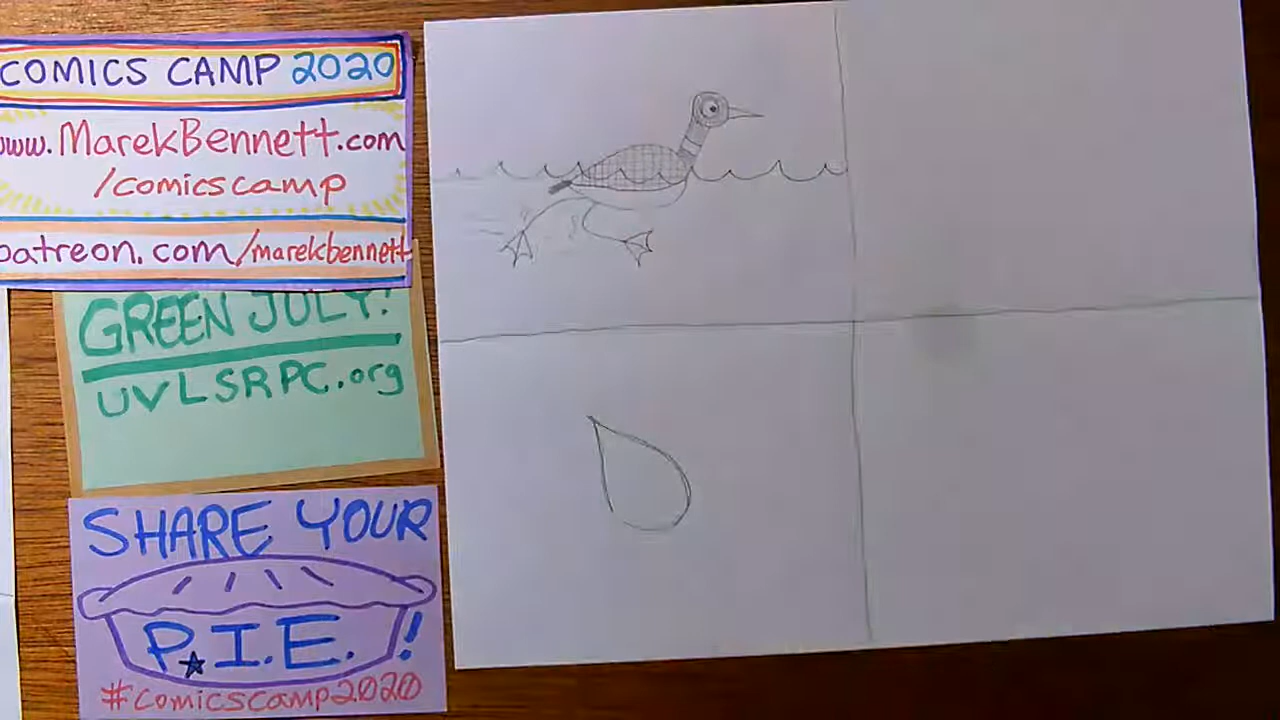 COMICS CAMP 2020
www.MarekBennett.com
/comicscamp
patreon.com/marekbennett
GREEN JULY!
UVLSRPC.org
SHARE YOUR
P.I.E. !
#comicscamp2020